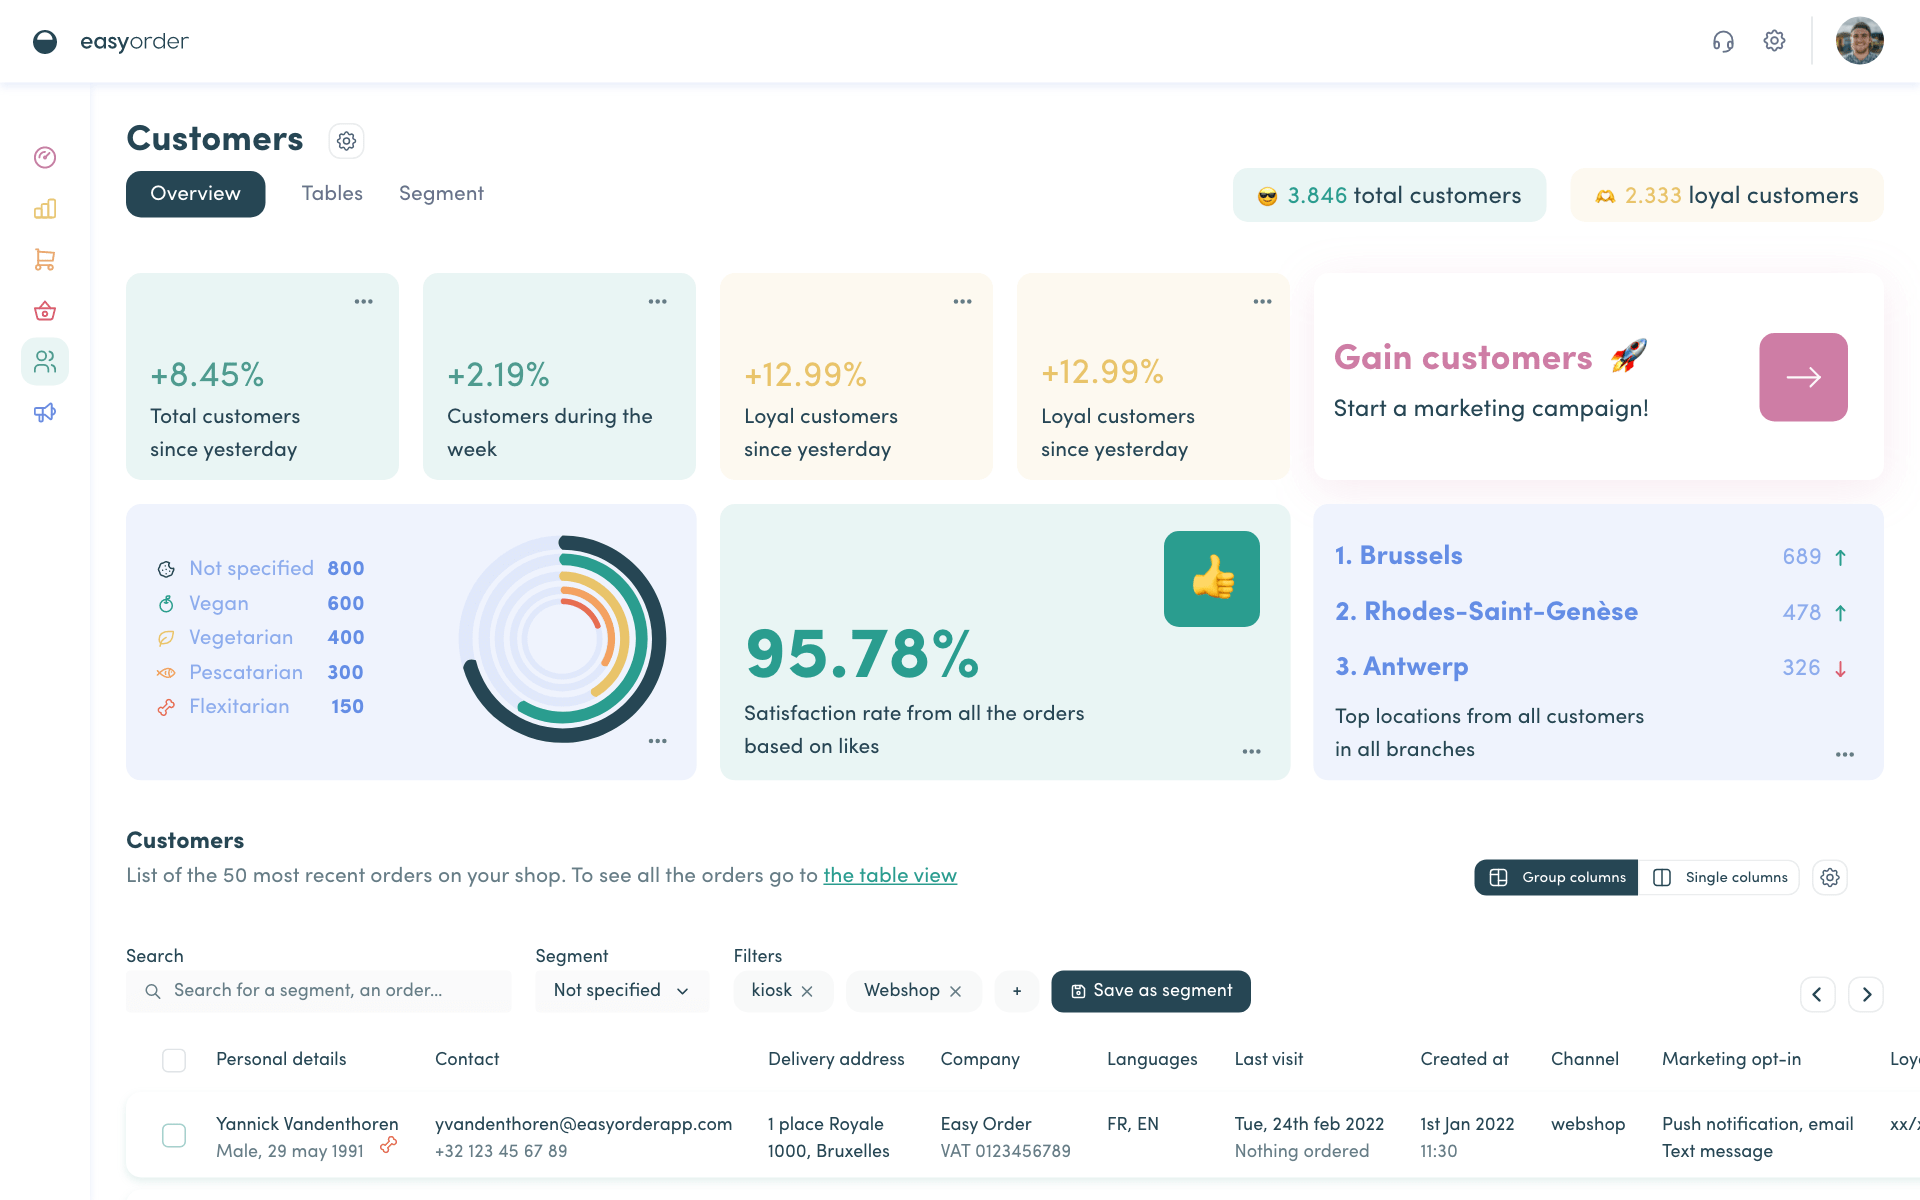 easyorder
Customers
Overview
Tables
Segment
3.846 total customers
2.333 loyal customers
+8.45%
Total customers
since yesterday
+2.19%
Customers during the
week
+12.99%
Loyal customers
since yesterday
+12.99%
Loyal customers
since yesterday
Gain customers
Start a marketing campaign!
Not specified 800
Vegan 600
Vegetarian 400
Pescatarian 300
Flexitarian 150
95.78%
Satisfaction rate from all the orders
based on likes
1. Brussels 689
2. Rhodes-Saint-Genèse 478
3. Antwerp 326
Top locations from all customers
in all branches
Customers
List of the 50 most recent orders on your shop. To see all the orders go to the table view
Group columns
Single columns
Search
Segment
Filters
Search for a segment, an order...
Not specified
kiosk
Webshop
+
Save as segment
Personal details Contact Delivery address Company Languages Last visit Created at Channel Marketing opt-in Loy
Yannick Vandenthoren yvandenthoren@easyorderapp.com 1 place Royale Easy Order FR, EN Tue, 24th feb 2022 1st Jan 2022 webshop Push notification, email xx/
Male, 29 may 1991 +32 123 45 67 89 1000, Bruxelles VAT 0123456789 Nothing ordered 11:30 Text message